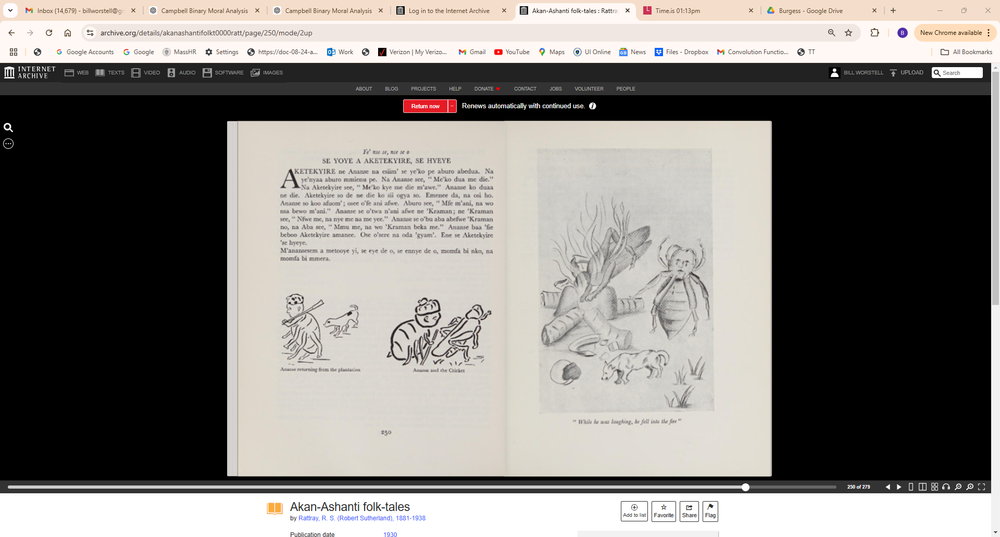 Inbox (14,679) - billworstell@gr
Campbell Binary Moral Analysis
Campbell Binary Moral Analysis
Log in to the Internet Archive
Akan-Ashanti folk-tales : Rattra
Time.is 01:13pm
Burgess - Google Drive
archive.org/details/akanashantifolkt0000ratt/page/250/mode/2up
B
New Chrome available
Google Accounts
Google
MassHR
Settings
https://doc-08-24-a...
Work
Verizon | My Verizo...
Gmail
YouTube
Maps
UI Online
News
Files - Dropbox
Convolution Functio...
TT
All Bookmarks
INTERNET ARCHIVE
WEB
TEXTS
VIDEO
AUDIO
SOFTWARE
IMAGES
BILL WORSTELL
UPLOAD
Search
ABOUT
BLOG
PROJECTS
HELP
DONATE
CONTACT
JOBS
VOLUNTEER
PEOPLE
Return now
Renews automatically with continued use.
Ye' nse se, nse se o
SE YOYE A AKETEKYIRE, SE HYEYE
AKETEKYIRE ne Ananse na esiim' se ye'ko pe aburo abedua. Na
ye'nyaa aburo mmienu pe. Na Ananse see, “ Me'ko dua me die.”
Na Aketekyire see, “ Me'ko kye me die m'awe.” Ananse ko duaa
ne die. Aketekyire so de ne die ko sii ogya so. Emenee da, na osi ho.
Ananse so koo afuom' ; osee o'fe ani afwe. Aburo see, “ Mfe m'ani, na wo
nsa bewo m'ani.” Ananse se o'twa n'ani afwe ne 'Kraman ; ne 'Kraman
see, “ Nfwe me, na nye me na me yee.” Ananse se o'bu aba abefwe 'Kraman
no, na Aba see, “ Mmu me, na wo 'Kraman beka me.” Ananse baa 'fie
beboo Aketekyire amanee. Ose o'sere na oda 'gyam'. Ene se Aketekyire
'se hyeye.
M'anansesem a metooye yi, se eye de o, se ennye de o, momfa bi nko, na
momfa bi mmera.
Ananse returning from the plantation
Ananse and the Cricket
250
“ While he was laughing, he fell into the fire ”
250 of 279
Akan-Ashanti folk-tales
by Rattray, R. S. (Robert Sutherland), 1881-1938
Add to list
Favorite
Share
Flag
Publication date 1930